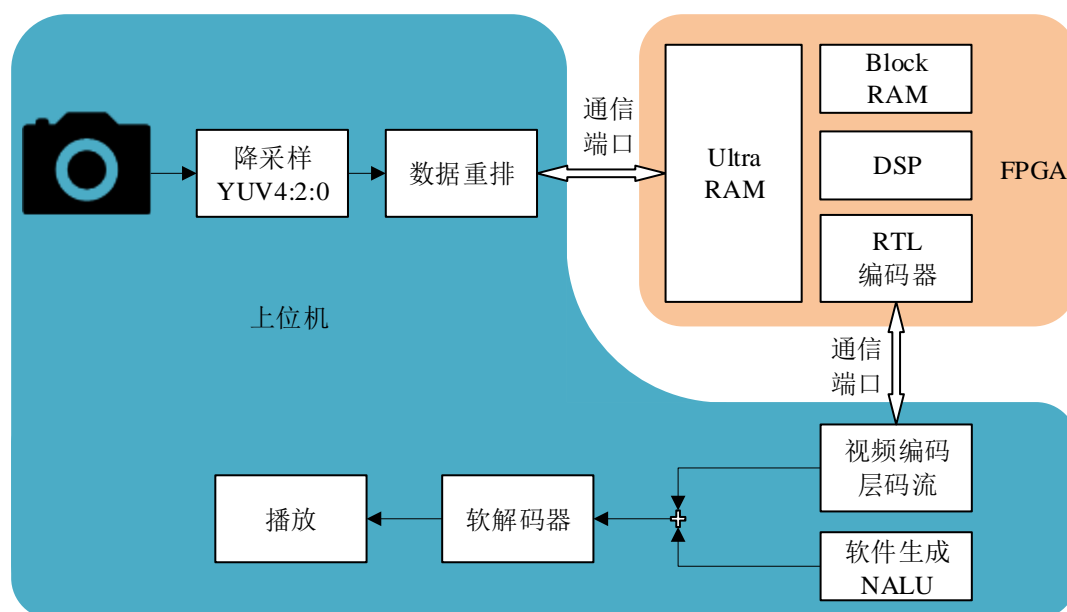 降采样
YUV4:2:0
数据重排
通信
端口
Ultra
RAM
Block
RAM
DSP
RTL
编码器
FPGA
上位机
通信
端口
视频编码
层码流
软件生成
NALU
软解码器
播放